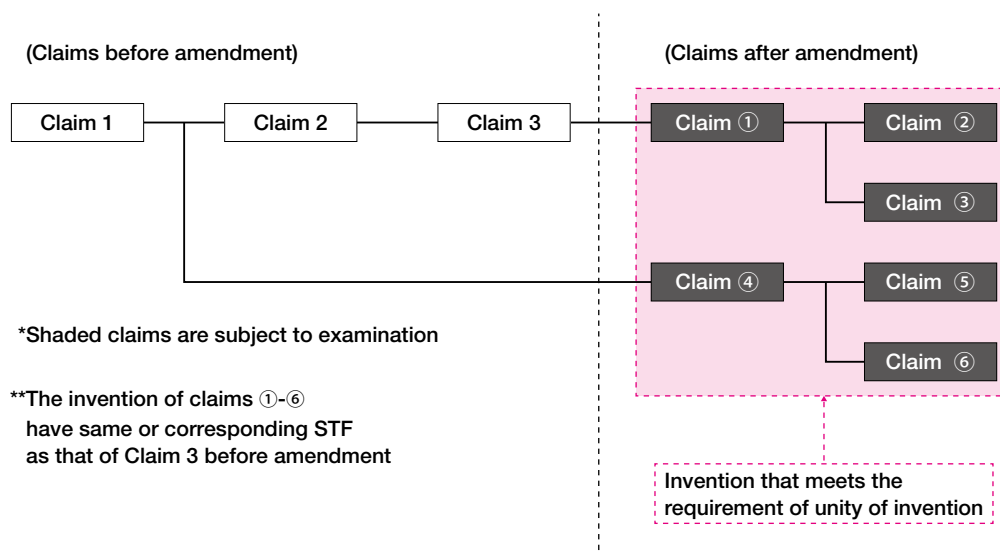 (Claims before amendment)
(Claims after amendment)
Claim 1
Claim 2
Claim 3
Claim ①
Claim ②
Claim ③
Claim ④
Claim ⑤
Claim ⑥
*Shaded claims are subject to examination
**The invention of claims ①-⑥
have same or corresponding STF
as that of Claim 3 before amendment
Invention that meets the
requirement of unity of invention